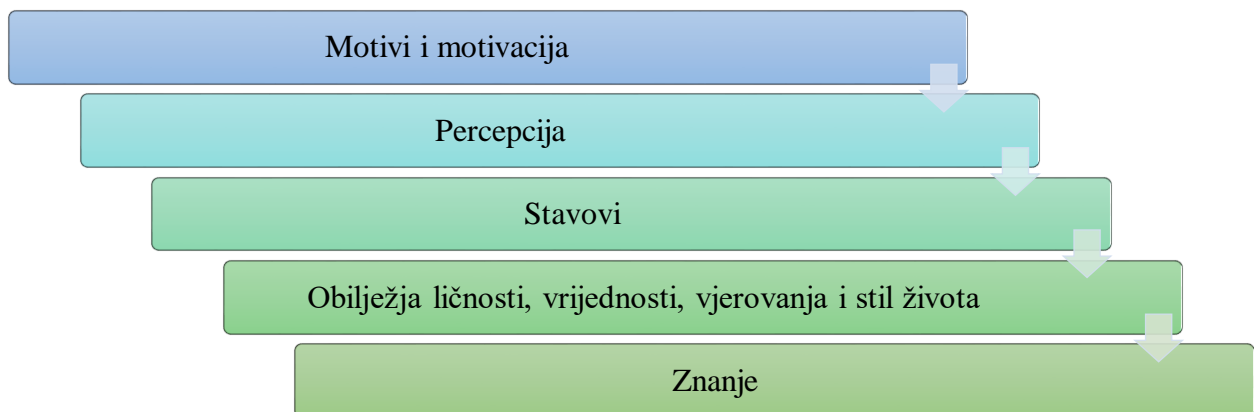 Motivi i motivacija
Percepcija
Stavovi
Obilježja ličnosti, vrijednosti, vjerovanja i stil života
Znanje